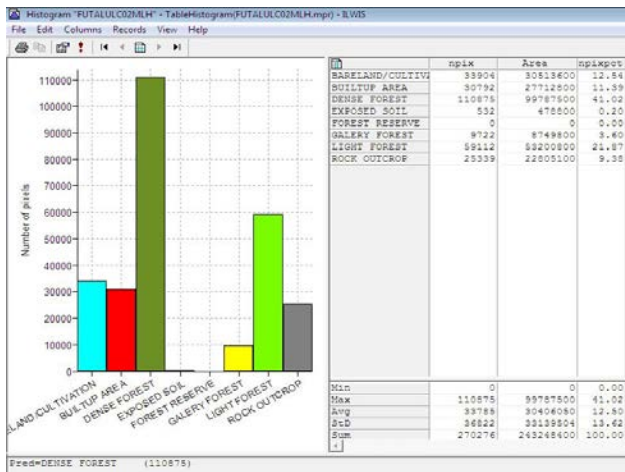 Histogram "FUTALULC02MLH" - TableHistogram(FUTALULC02MLH.mpr) - ILWIS
File Edit Columns Records View Help
110000
100000
90000
80000
70000
60000
50000
40000
30000
20000
10000
0
Number of pixels
ELAND/CULTIVATION
BUILTUP AREA
DENSE FOREST
EXPOSED SOIL
FOREST RESERVE
GALERY FOREST
LIGHT FOREST
ROCK OUTCROP
npix Area npixpct
BARELAND/CULTIVA 33904 30513600 12.54
BUILTUP AREA 30792 27712800 11.39
DENSE FOREST 110875 99787500 41.02
EXPOSED SOIL 532 478800 0.20
FOREST RESERVE 0 0 0.00
GALERY FOREST 9722 8749800 3.60
LIGHT FOREST 59112 53200800 21.87
ROCK OUTCROP 25339 22805100 9.38
Min 0 0 0.00
Max 110875 99787500 41.02
Avg 33785 30406050 12.50
StD 36822 33139504 13.62
Sum 270276 243248400 100.00
Pred=DENSE FOREST (110875)